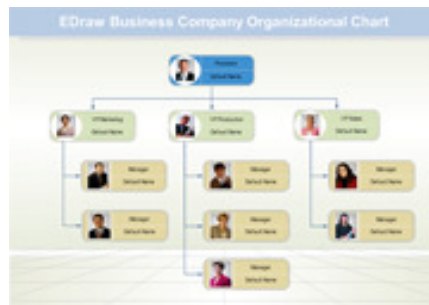 EDraw Business Company Organizational Chart
President
Default Name
VP Marketing
Default Name
VP Production
Default Name
VP Sales
Default Name
Manager
Default Name
Manager
Default Name
Manager
Default Name
Manager
Default Name
Manager
Default Name
Manager
Default Name
Manager
Default Name